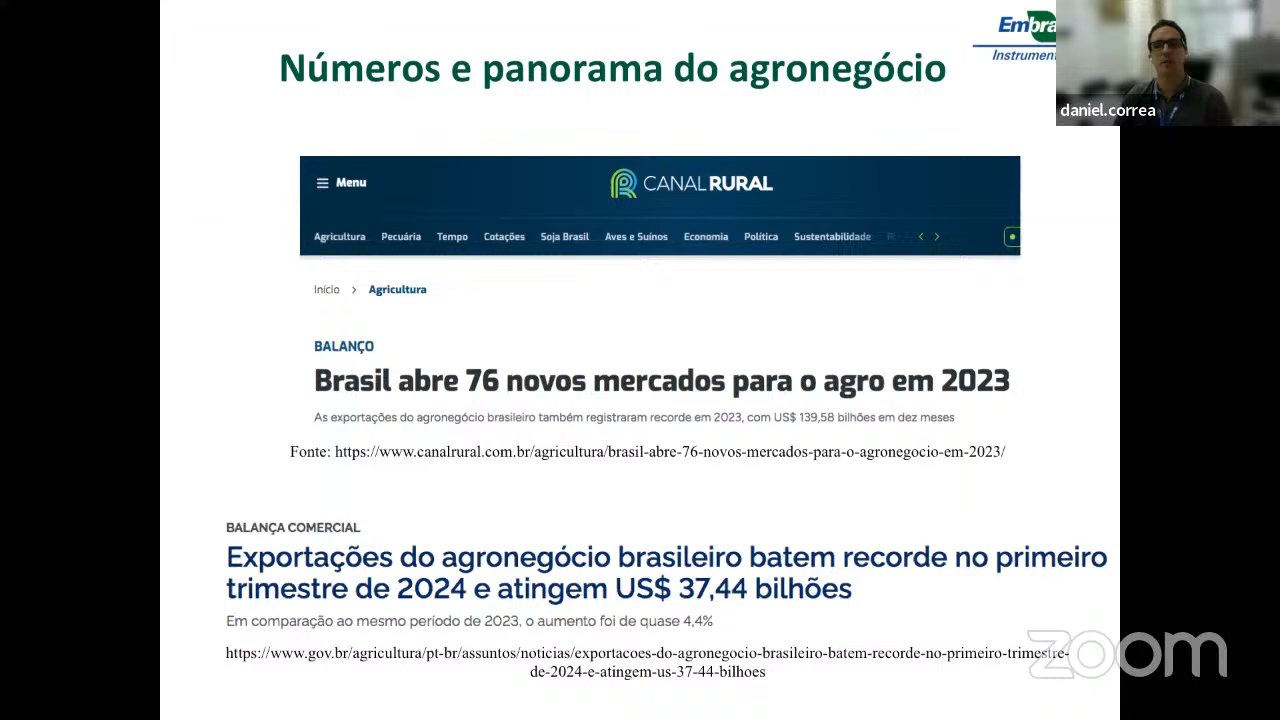 Números e panorama do agronegócio
Embra
Instrument
daniel.correa
Menu
CANAL RURAL
Agricultura Pecuária Tempo Cotações Soja Brasil Aves e Suínos Economia Política Sustentabilidade
Início > Agricultura
BALANÇO
Brasil abre 76 novos mercados para o agro em 2023
As exportações do agronegócio brasileiro também registraram recorde em 2023, com US$ 139,58 bilhões em dez meses
Fonte: https://www.canalrural.com.br/agricultura/brasil-abre-76-novos-mercados-para-o-agronegocio-em-2023/
BALANÇA COMERCIAL
Exportações do agronegócio brasileiro batem recorde no primeiro
trimestre de 2024 e atingem US$ 37,44 bilhões
Em comparação ao mesmo período de 2023, o aumento foi de quase 4,4%
https://www.gov.br/agricultura/pt-br/assuntos/noticias/exportacoes-do-agronegocio-brasileiro-batem-recorde-no-primeiro-trimestre-
de-2024-e-atingem-us-37-44-bilhoes
zoom